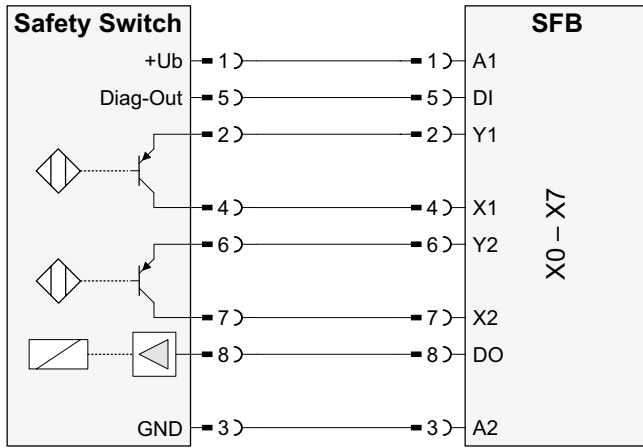 Safety Switch SFB
+Ub 1 1 A1
Diag-Out 5 5 DI
2 2 Y1
4 4 X1
6 6 Y2
7 7 X2
8 8 DO
GND 3 3 A2
X0 – X7